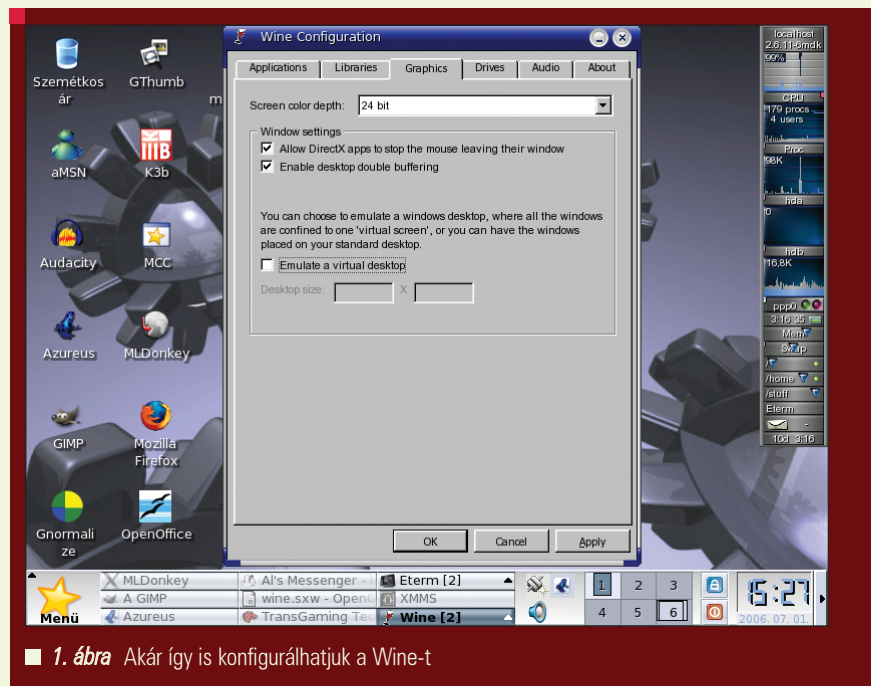 Szemétkos
ár
GThumb
m
aMSN
K3b
Audacity
MCC
Azureus
MLDonkey
GIMP
Mozilla
Firefox
Gnormali
ze
OpenOffice
Wine Configuration
Applications
Libraries
Graphics
Drives
Audio
About
Screen color depth: 24 bit
Window settings
Allow DirectX apps to stop the mouse leaving their window
Enable desktop double buffering
You can choose to emulate a windows desktop, where all the windows
are confined to one 'virtual screen', or you can have the windows
placed on your standard desktop.
Emulate a virtual desktop
Desktop size: X
OK
Cancel
Apply
localhost
2.6.11-6mdk
99%
CPU
179 procs
4 users
Proc
98K
hda
0
hdb
16,8K
ppp0
3:16 35
Mem
Swap
/
/home
/stuff
Eterm
-
10d 3:16
Menü
MLDonkey
A GIMP
Azureus
Al's Messenger -
wine.sxw - OpenO
TransGaming Tec
Eterm [2]
XMMS
Wine [2]
1 2 3
4 5 6
15:27
2006. 07. 01.
1. ábra Akár így is konfigurálhatjuk a Wine-t